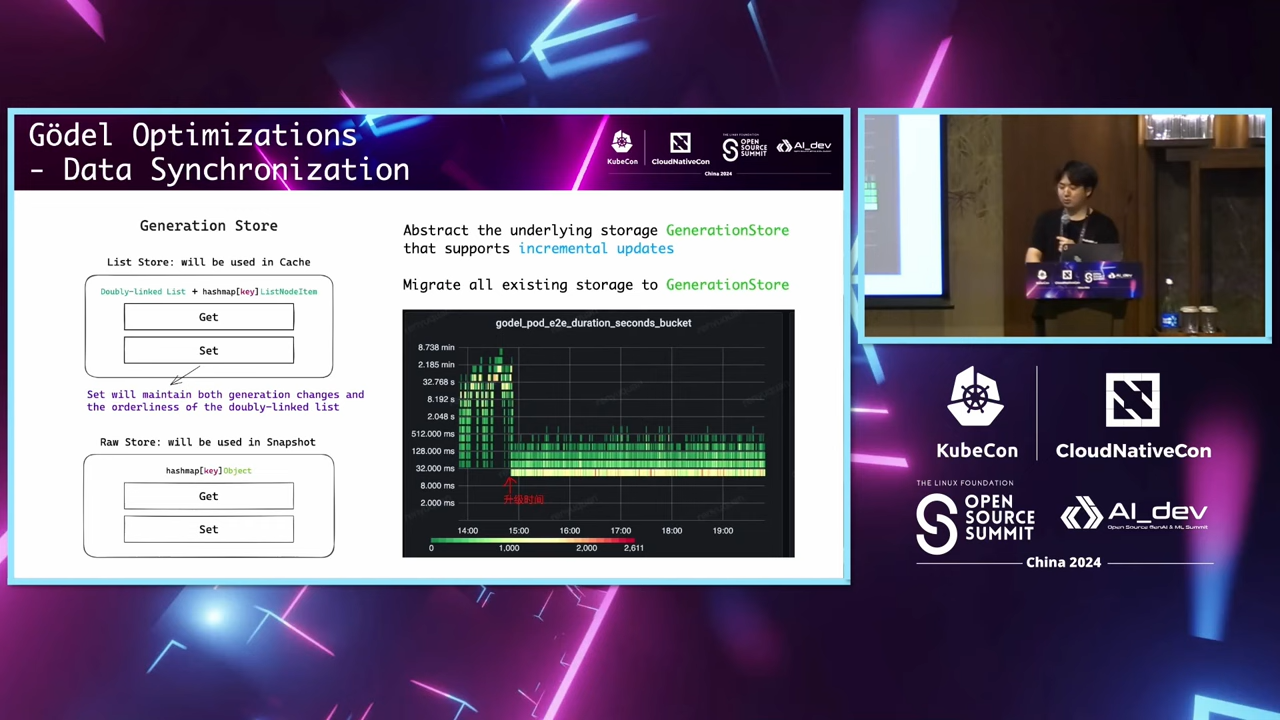 Gödel Optimizations
- Data Synchronization
KubeCon
CloudNativeCon
THE LINUX FOUNDATION
OPEN
SOURCE
SUMMIT
AI_dev
China 2024
Generation Store
List Store: will be used in Cache
Doubly-linked List + hashmap[key]ListNodeItem
Get
Set
Set will maintain both generation changes and
the orderliness of the doubly-linked list
Raw Store: will be used in Snapshot
hashmap[key]Object
Get
Set
Abstract the underlying storage GenerationStore
that supports incremental updates
Migrate all existing storage to GenerationStore
godel_pod_e2e_duration_seconds_bucket
8.738 min
2.185 min
32.768 s
8.192 s
2.048 s
512.000 ms
128.000 ms
32.000 ms
8.000 ms
2.000 ms
升级时间
14:00 15:00 16:00 17:00 18:00 19:00
0 1,000 2,000 2,611
KubeCon
CloudNativeCon
THE LINUX FOUNDATION
OPEN
SOURCE
SUMMIT
AI_dev
Open Source GenAI & ML Summit
China 2024